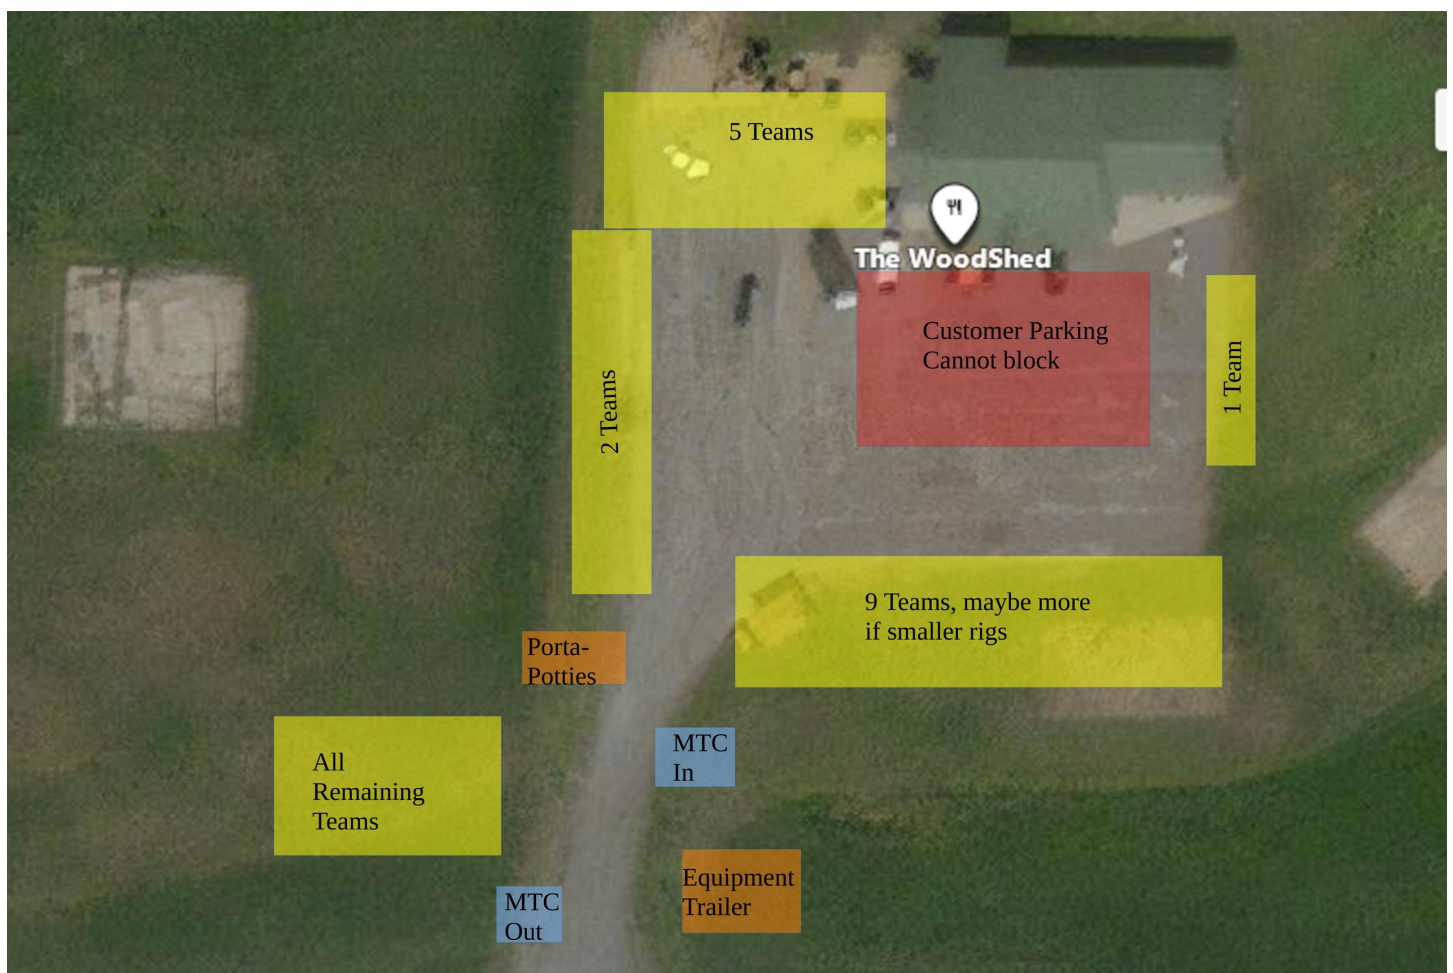 5 Teams
The WoodShed
Customer Parking
Cannot block
1 Team
2 Teams
9 Teams, maybe more
if smaller rigs
Porta-
Potties
MTC
In
All
Remaining
Teams
Equipment
Trailer
MTC
Out